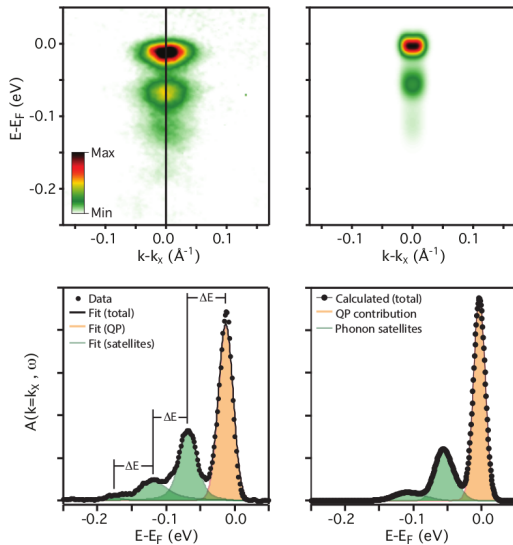 0.0
-0.1
-0.2
E-E_F (eV)
Max
Min
-0.1 0.0 0.1
k-k_x (Å⁻¹)
-0.1 0.0 0.1
k-k_x (Å⁻¹)
A(k=k_x , ω)
Data
Fit (total)
Fit (QP)
Fit (satellites)
ΔE
ΔE
ΔE
-0.2 -0.1 0.0
E-E_F (eV)
Calculated (total)
QP contribution
Phonon satellites
-0.2 -0.1 0.0
E-E_F (eV)